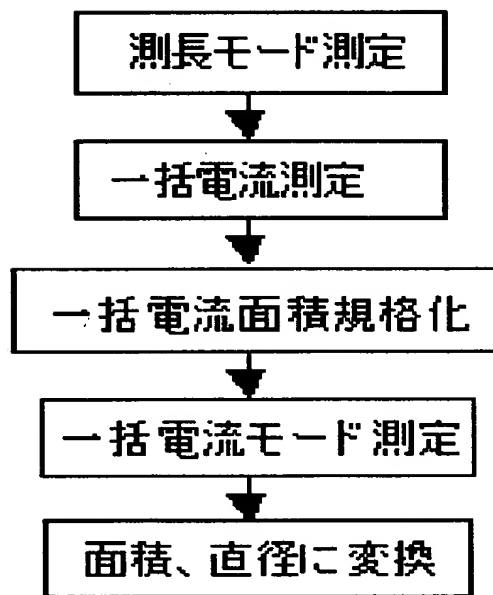 測長モード測定
一括電流測定
一括電流面積規格化
一括電流モード測定
面積、直径に変換